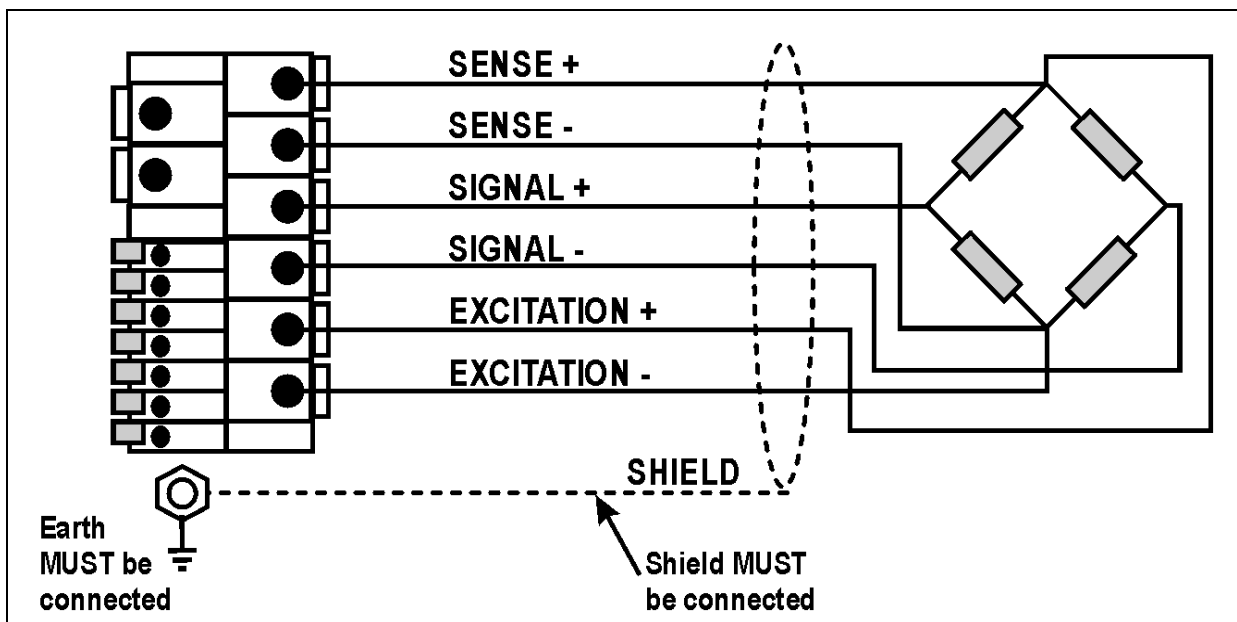 SENSE +
SENSE -
SIGNAL +
SIGNAL -
EXCITATION +
EXCITATION -
SHIELD
Earth
MUST be
connected
Shield MUST
be connected